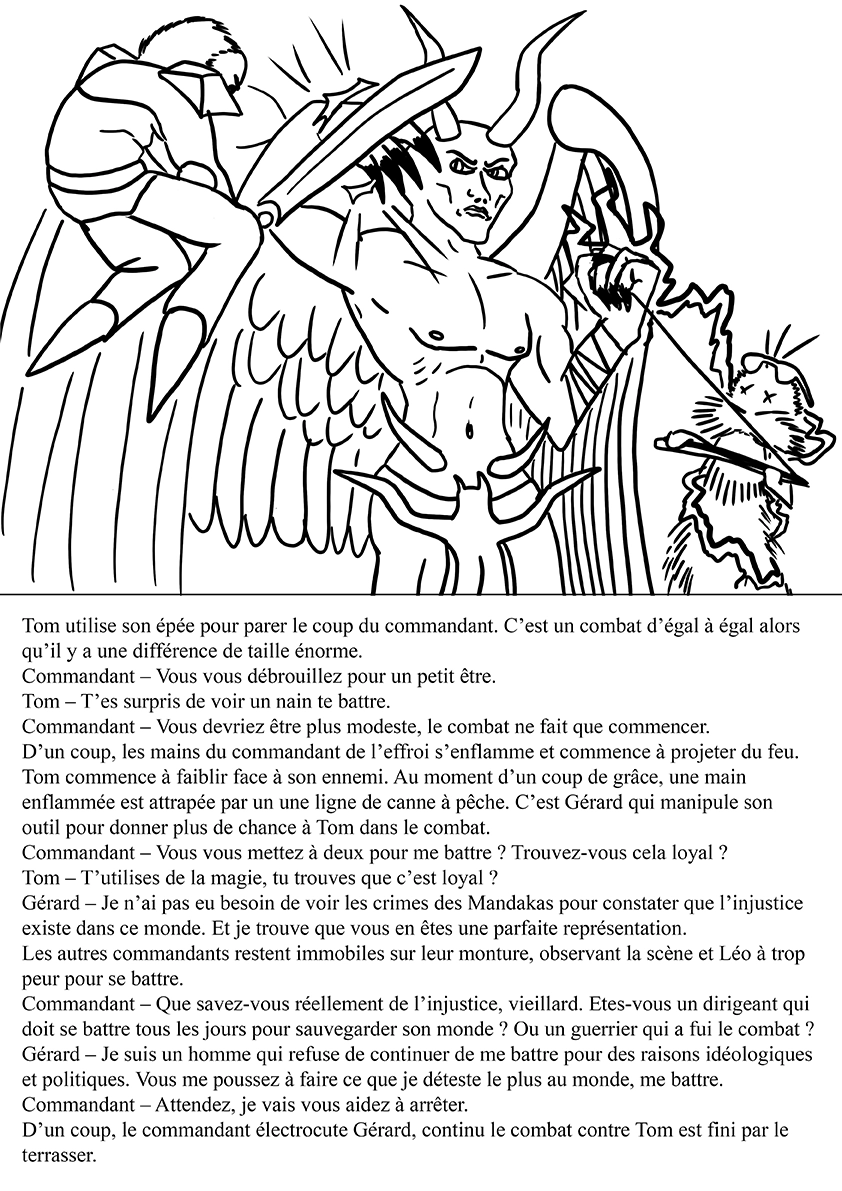 Tom utilise son épée pour parer le coup du commandant. C’est un combat d’égal à égal alors
qu’il y a une différence de taille énorme.
Commandant – Vous vous débrouillez pour un petit être.
Tom – T’es surpris de voir un nain te battre.
Commandant – Vous devriez être plus modeste, le combat ne fait que commencer.
D’un coup, les mains du commandant de l’effroi s’enflamme et commence à projeter du feu.
Tom commence à faiblir face à son ennemi. Au moment d’un coup de grâce, une main
enflammée est attrapée par un une ligne de canne à pêche. C’est Gérard qui manipule son
outil pour donner plus de chance à Tom dans le combat.
Commandant – Vous vous mettez à deux pour me battre ? Trouvez-vous cela loyal ?
Tom – T’utilises de la magie, tu trouves que c’est loyal ?
Gérard – Je n’ai pas eu besoin de voir les crimes des Mandakas pour constater que l’injustice
existe dans ce monde. Et je trouve que vous en êtes une parfaite représentation.
Les autres commandants restent immobiles sur leur monture, observant la scène et Léo à trop
peur pour se battre.
Commandant – Que savez-vous réellement de l’injustice, vieillard. Etes-vous un dirigeant qui
doit se battre tous les jours pour sauvegarder son monde ? Ou un guerrier qui a fui le combat ?
Gérard – Je suis un homme qui refuse de continuer de me battre pour des raisons idéologiques
et politiques. Vous me poussez à faire ce que je déteste le plus au monde, me battre.
Commandant – Attendez, je vais vous aidez à arrêter.
D’un coup, le commandant électrocute Gérard, continu le combat contre Tom est fini par le
terrasser.